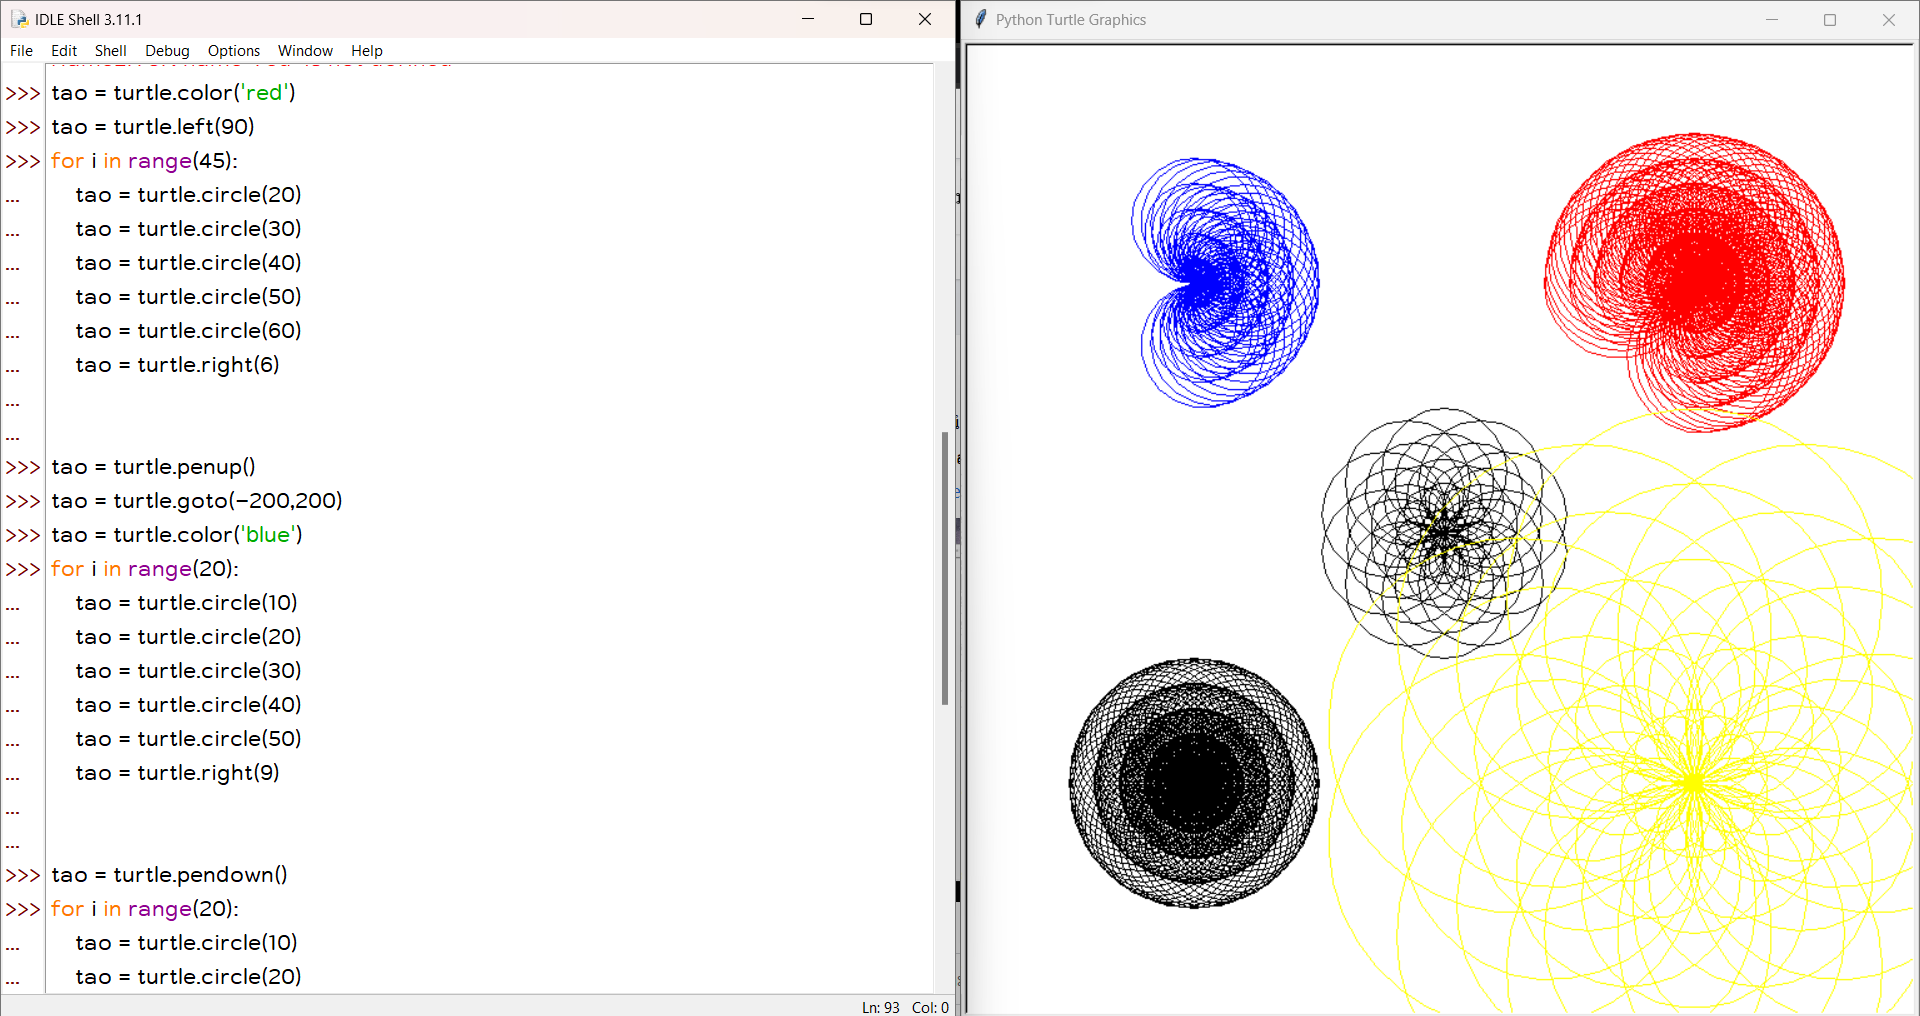 IDLE Shell 3.11.1
File Edit Shell Debug Options Window Help
>>> tao = turtle.color('red')
>>> tao = turtle.left(90)
>>> for i in range(45):
...     tao = turtle.circle(20)
...     tao = turtle.circle(30)
...     tao = turtle.circle(40)
...     tao = turtle.circle(50)
...     tao = turtle.circle(60)
...     tao = turtle.right(6)
...
...
>>> tao = turtle.penup()
>>> tao = turtle.goto(-200,200)
>>> tao = turtle.color('blue')
>>> for i in range(20):
...     tao = turtle.circle(10)
...     tao = turtle.circle(20)
...     tao = turtle.circle(30)
...     tao = turtle.circle(40)
...     tao = turtle.circle(50)
...     tao = turtle.right(9)
...
...
>>> tao = turtle.pendown()
>>> for i in range(20):
...     tao = turtle.circle(10)
...     tao = turtle.circle(20)
Ln: 93 Col: 0
Python Turtle Graphics